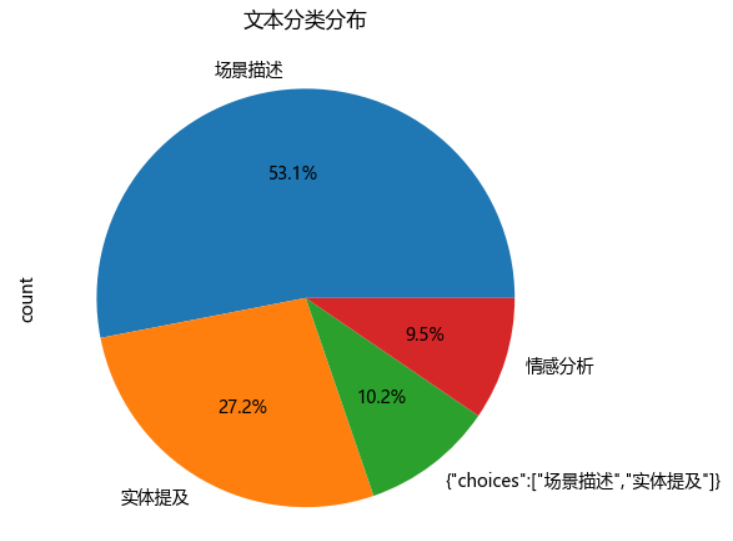 文本分类分布
场景描述
53.1%
count
9.5%
情感分析
10.2%
27.2%
{"choices":["场景描述","实体提及"]}
实体提及